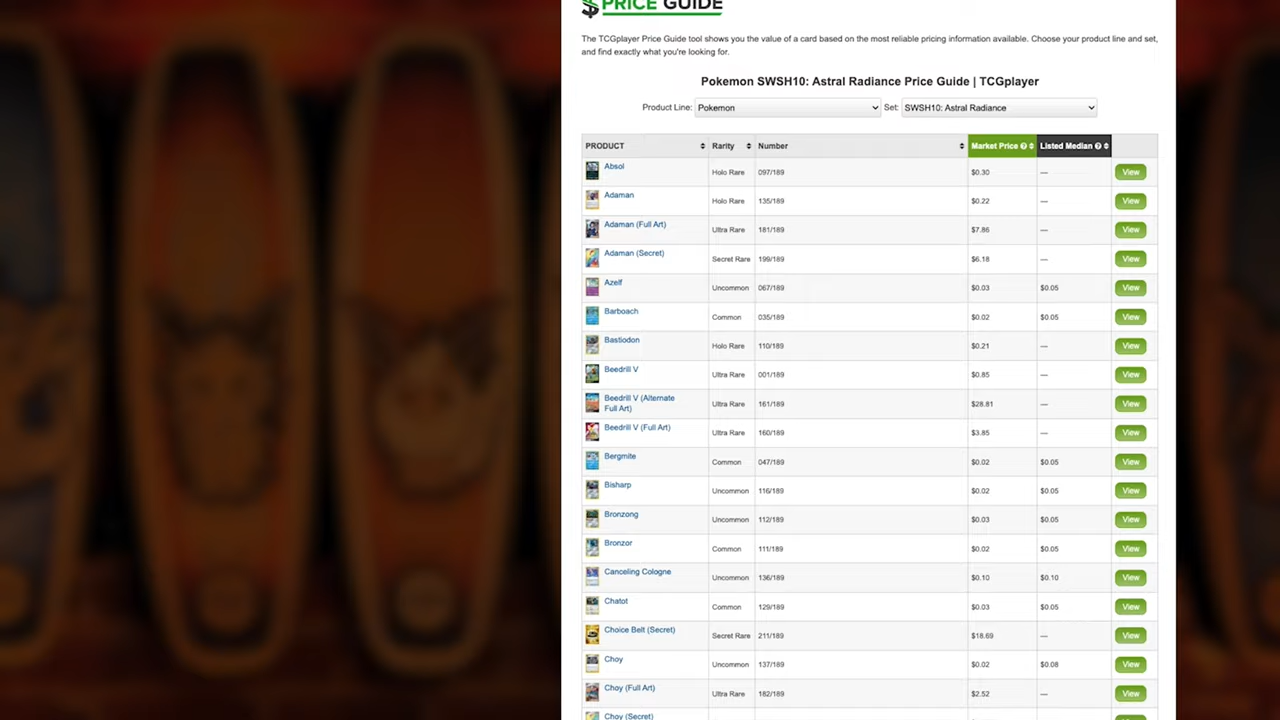 $ PRICE GUIDE
The TCGplayer Price Guide tool shows you the value of a card based on the most reliable pricing information available. Choose your product line and set,
and find exactly what you're looking for.
Pokemon SWSH10: Astral Radiance Price Guide | TCGplayer
Product Line: Pokemon Set: SWSH10: Astral Radiance
PRODUCT Rarity Number Market Price Listed Median
Absol Holo Rare 097/189 $0.30 — View
Adaman Holo Rare 135/189 $0.22 — View
Adaman (Full Art) Ultra Rare 181/189 $7.86 — View
Adaman (Secret) Secret Rare 199/189 $6.18 — View
Azelf Uncommon 067/189 $0.03 $0.05 View
Barboach Common 035/189 $0.02 $0.05 View
Bastiodon Holo Rare 110/189 $0.21 — View
Beedrill V Ultra Rare 001/189 $0.85 — View
Beedrill V (Alternate
Full Art) Ultra Rare 161/189 $28.81 — View
Beedrill V (Full Art) Ultra Rare 160/189 $3.85 — View
Bergmite Common 047/189 $0.02 $0.05 View
Bisharp Uncommon 116/189 $0.02 $0.05 View
Bronzong Uncommon 112/189 $0.03 $0.05 View
Bronzor Common 111/189 $0.02 $0.05 View
Canceling Cologne Uncommon 136/189 $0.10 $0.10 View
Chatot Common 129/189 $0.03 $0.05 View
Choice Belt (Secret) Secret Rare 211/189 $18.69 — View
Choy Uncommon 137/189 $0.02 $0.08 View
Choy (Full Art) Ultra Rare 182/189 $2.52 — View
Choy (Secret)